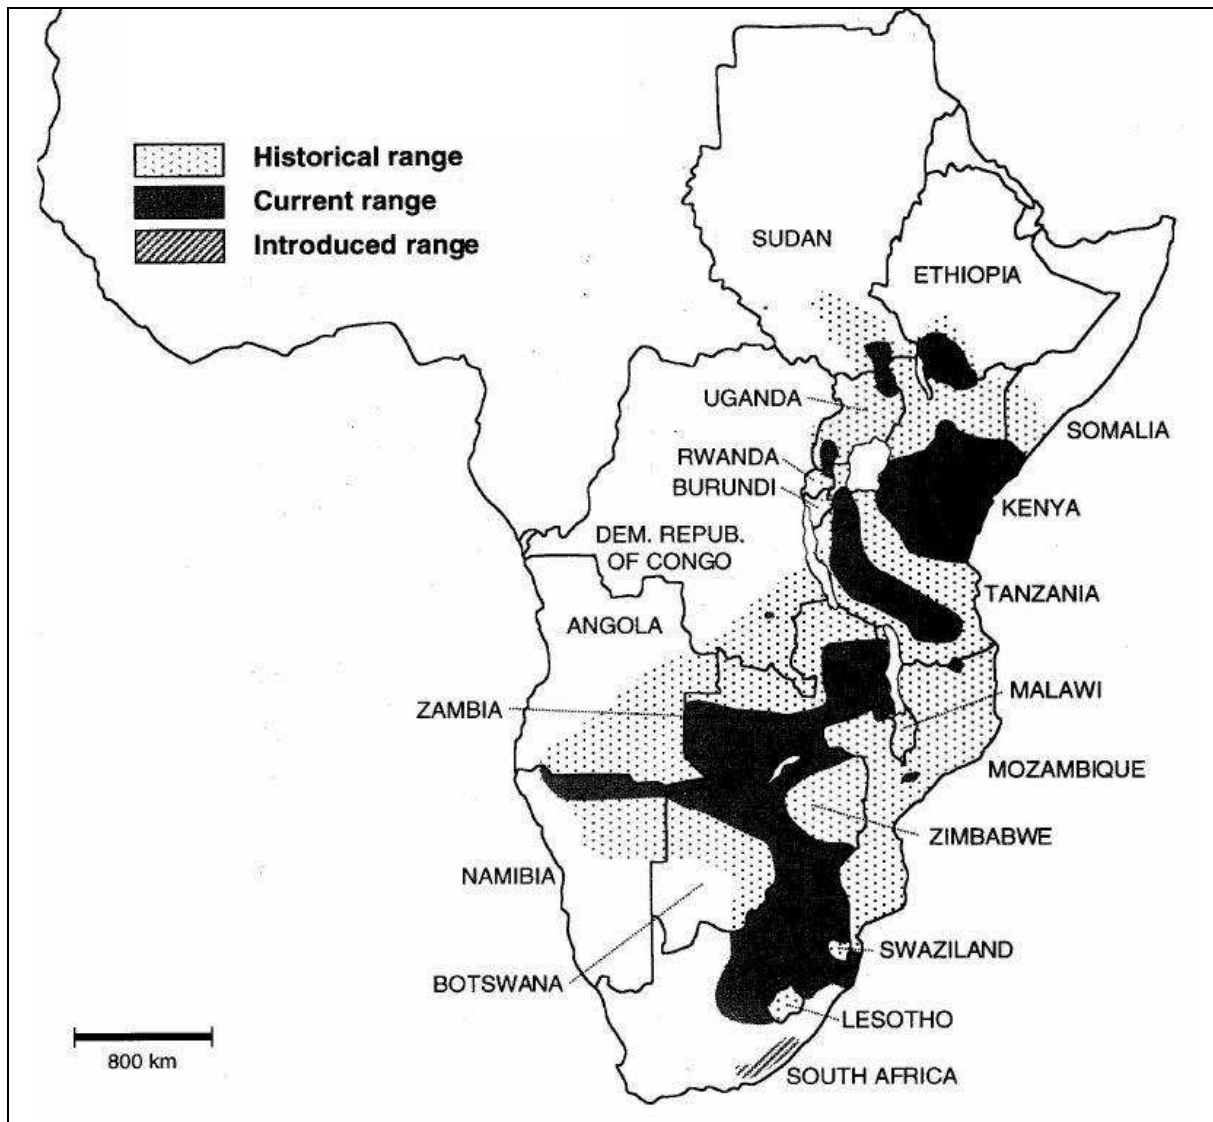 Historical range
Current range
Introduced range
SUDAN
ETHIOPIA
UGANDA
SOMALIA
RWANDA
BURUNDI
KENYA
DEM. REPUB.
OF CONGO
TANZANIA
ANGOLA
MALAWI
ZAMBIA
MOZAMBIQUE
ZIMBABWE
NAMIBIA
SWAZILAND
BOTSWANA
LESOTHO
800 km
SOUTH AFRICA